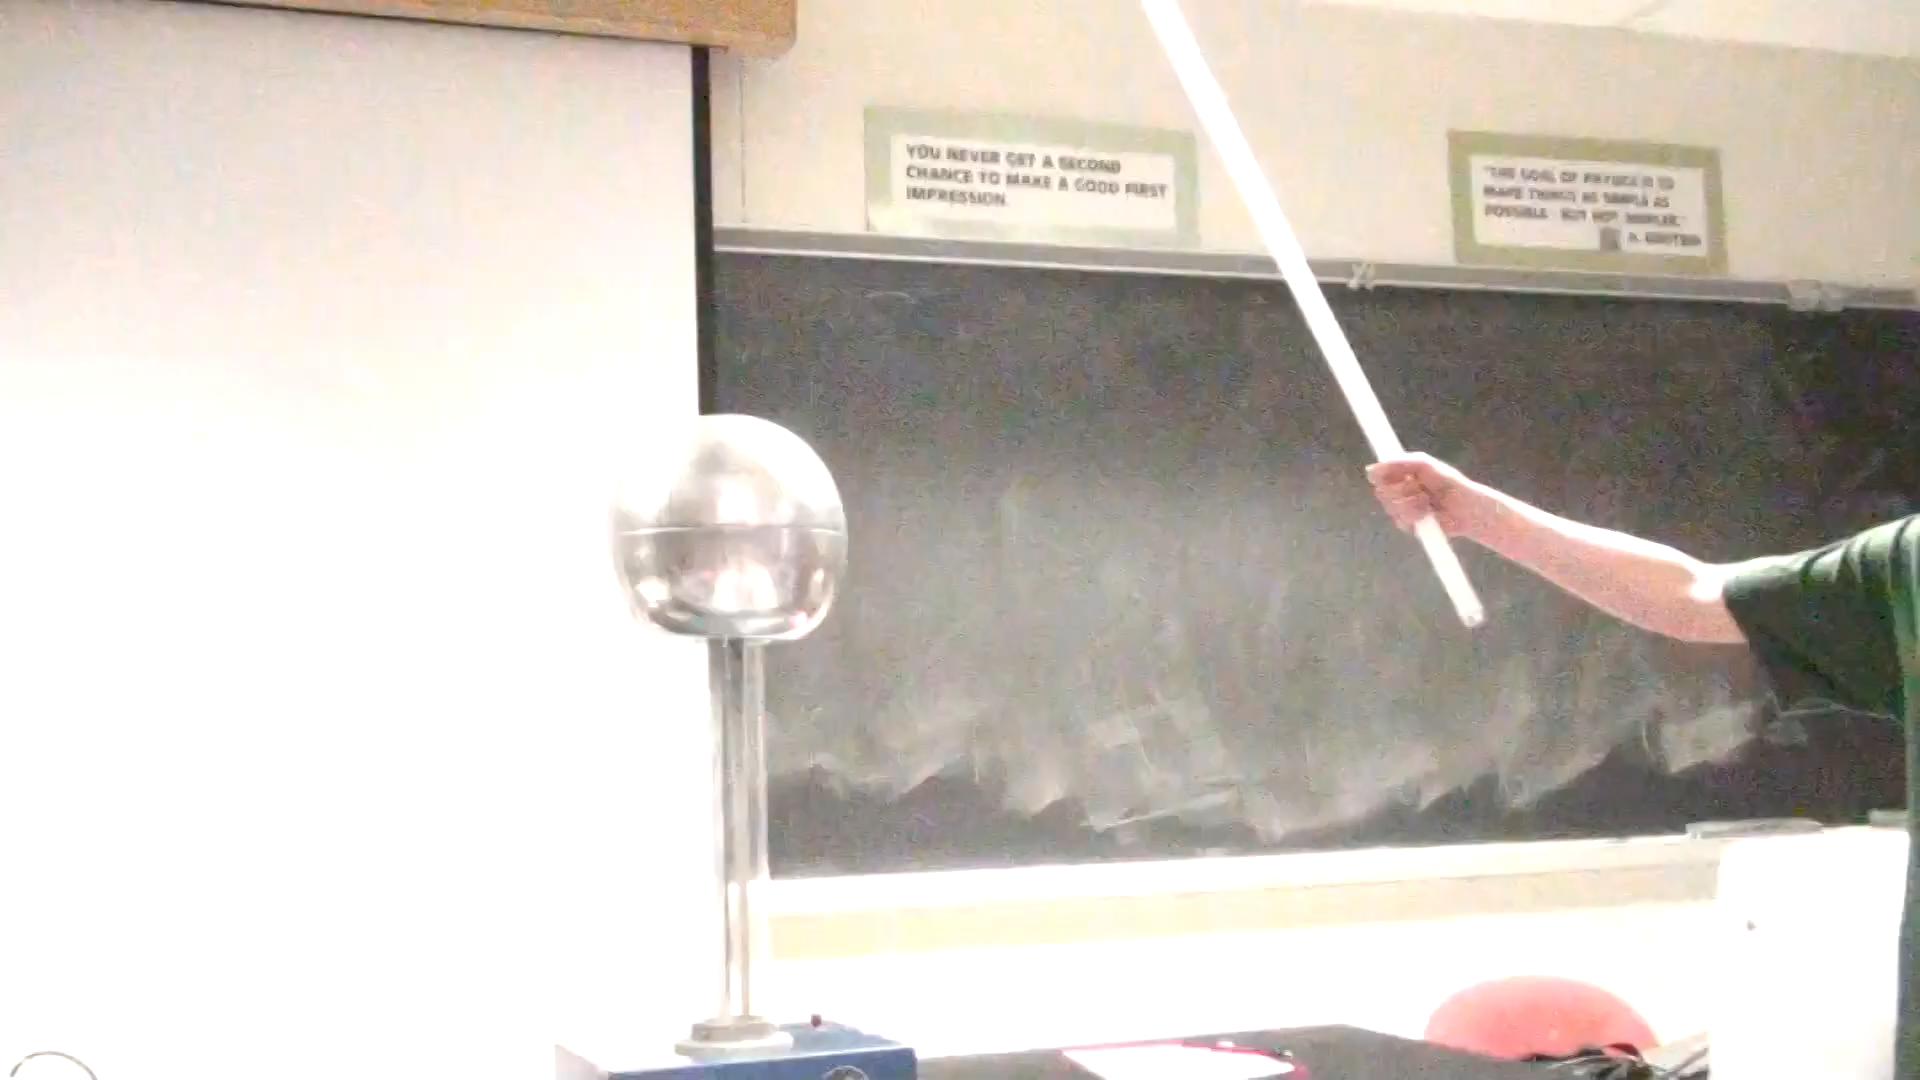 YOU NEVER GET A SECOND
CHANCE TO MAKE A GOOD FIRST
IMPRESSION.
"THE GOAL OF PHYSICS IS TO
MAKE THINGS AS SIMPLE AS
POSSIBLE BUT NOT SIMPLER."
A. EINSTEIN